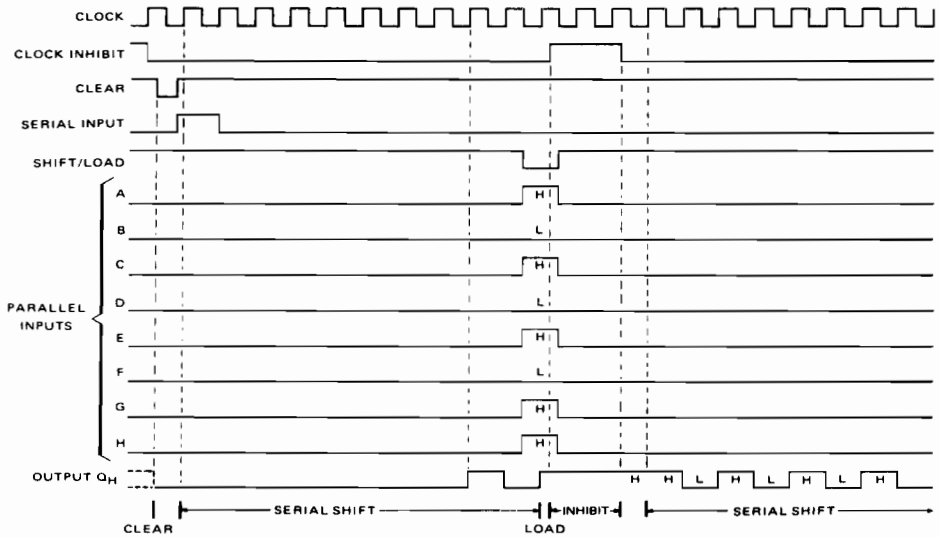 CLOCK
CLOCK INHIBIT
CLEAR
SERIAL INPUT
SHIFT/LOAD
A
H
B
L
C
H
D
L
PARALLEL
INPUTS
E
H
F
L
G
H
H
H
OUTPUT QH
H H L H L H L H
SERIAL SHIFT
INHIBIT
SERIAL SHIFT
CLEAR
LOAD